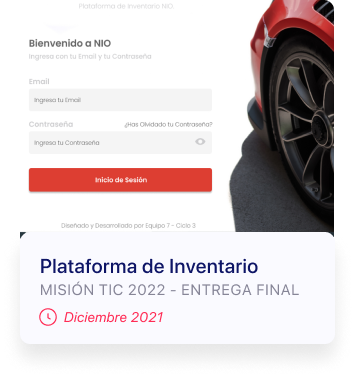 Plataforma de Inventario NIO
Bienvenido a NIO
Ingresa con tu Email y tu Contraseña
Email
Ingresa tu Email
Contraseña
¿Has Olvidado tu Contraseña?
Ingresa tu Contraseña
Inicio de Sesión
Diseñado y Desarrollado por Equipo 7 - Ciclo 3
Plataforma de Inventario
MISIÓN TIC 2022 - ENTREGA FINAL
Diciembre 2021